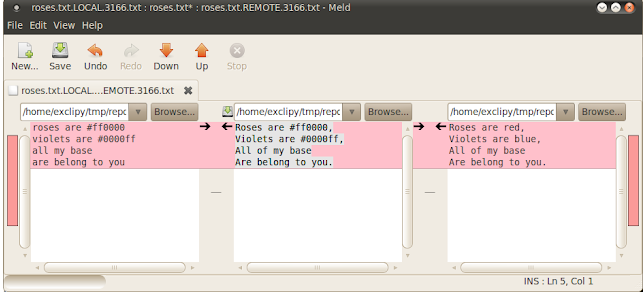 roses.txt.LOCAL.3166.txt : roses.txt* : roses.txt.REMOTE.3166.txt - Meld
File Edit View Go Help
New... Save Undo Redo Down Up Stop
roses.txt.LOCAL....EMOTE.3166.txt
/home/exclipy/tmp/repo Browse... /home/exclipy/tmp/repo Browse... /home/exclipy/tmp/repo Browse...
roses are #ff0000
violets are #0000ff
all my base
are belong to you
Roses are #ff0000,
Violets are #0000ff,
All of my base
Are belong to you.
Roses are red,
Violets are blue,
All of my base
Are belong to you.
INS : Ln 5, Col 1